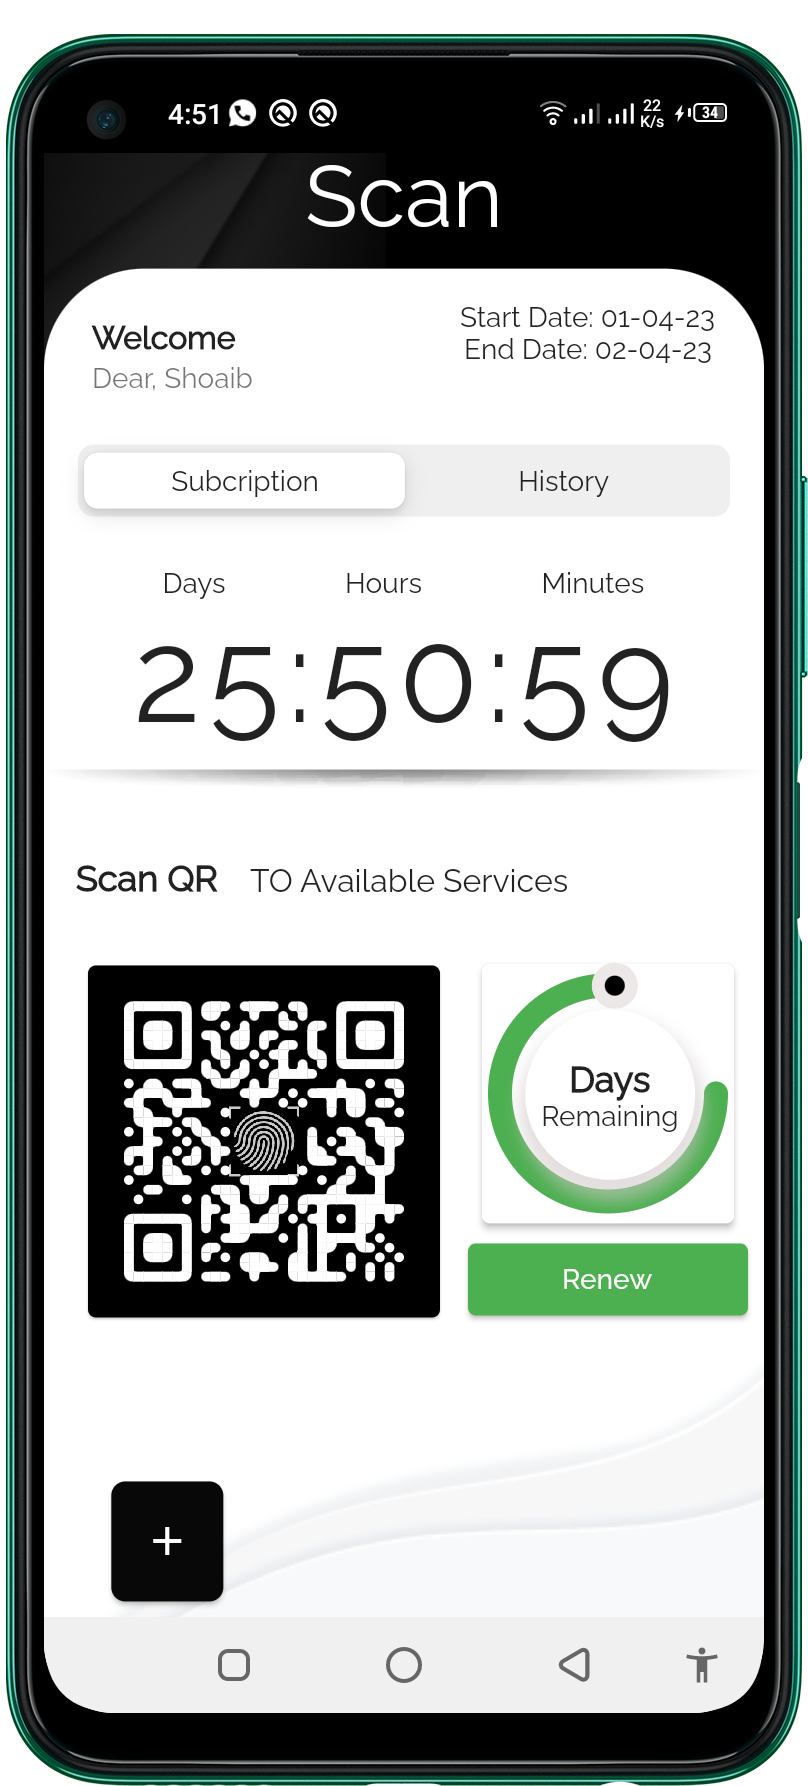 4:51 22 K/s 34
Scan
Welcome
Dear, Shoaib
Start Date: 01-04-23
End Date: 02-04-23
Subcription History
Days Hours Minutes
25:50:59
Scan QR TO Available Services
Days
Remaining
Renew
+